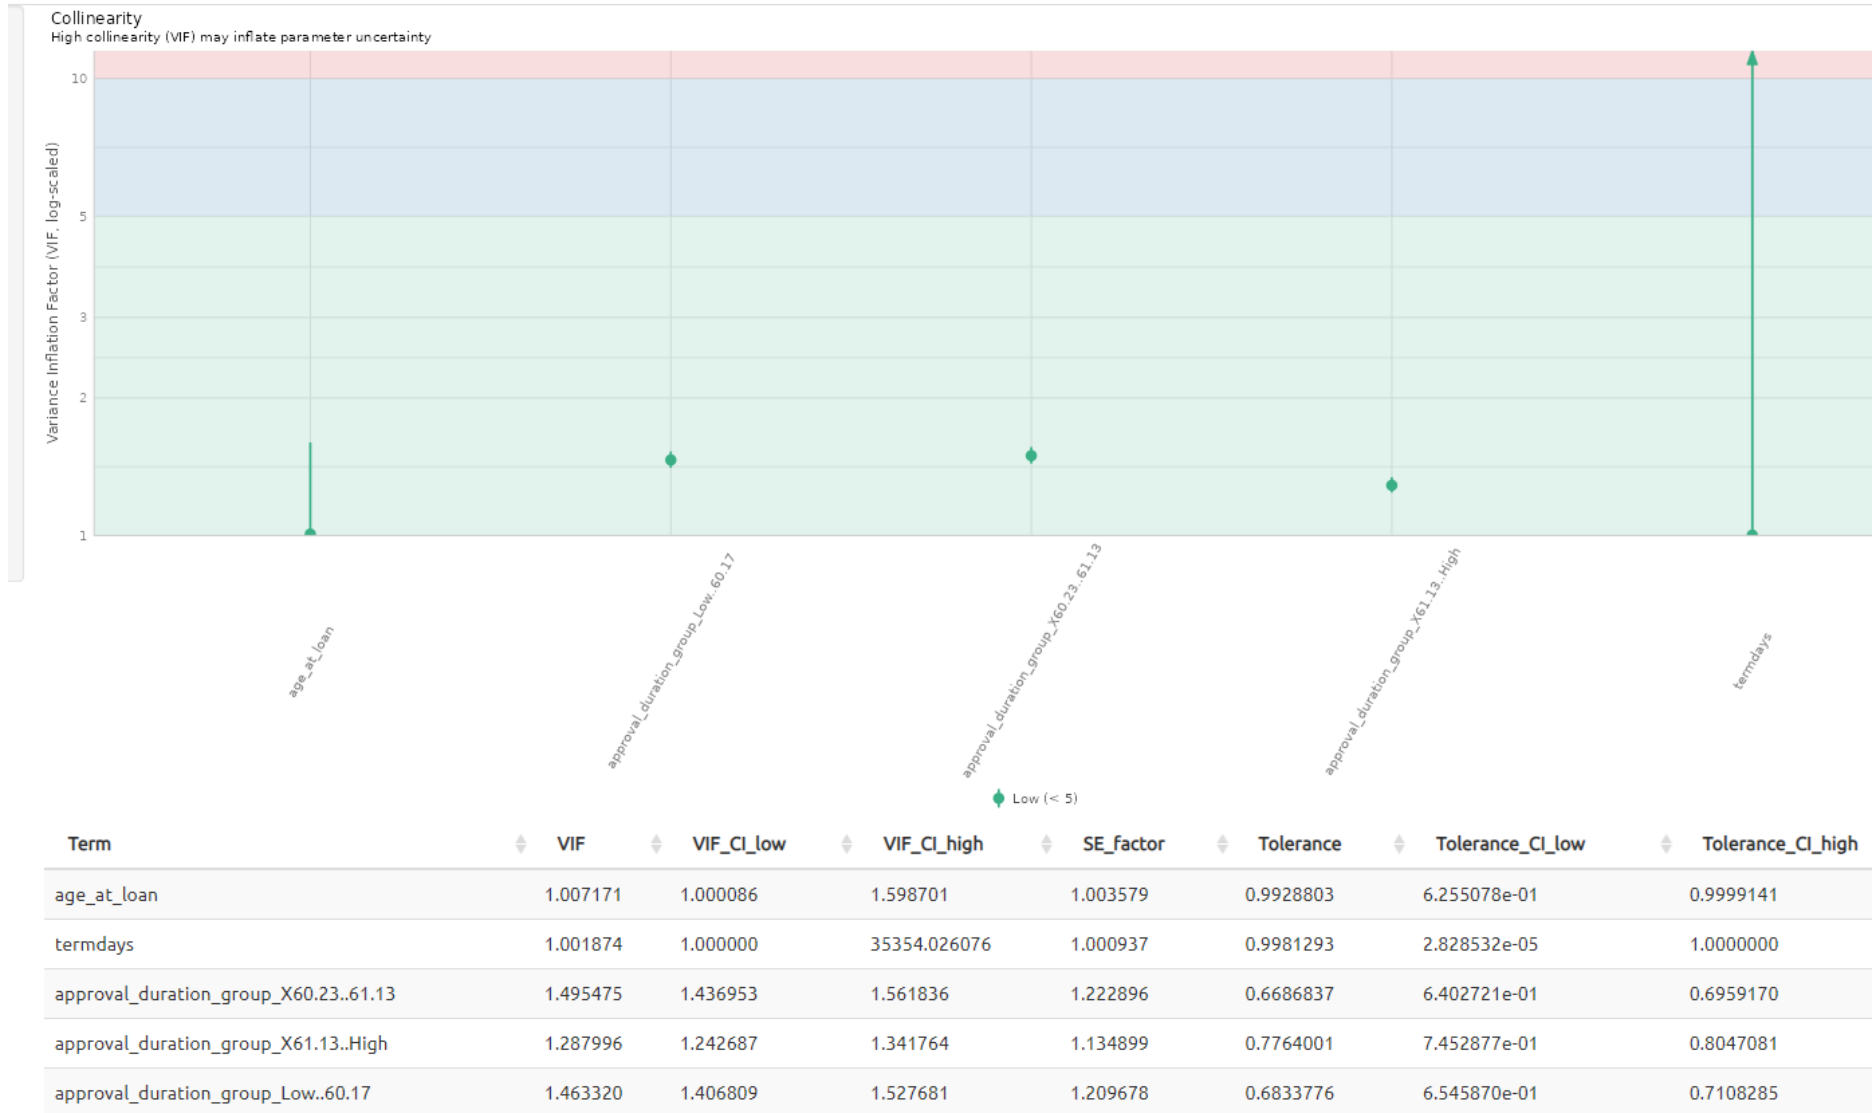 Collinearity
High collinearity (VIF) may inflate parameter uncertainty
Variance Inflation Factor (VIF, log-scaled)
10
5
3
2
1
age_at_loan
approval_duration_group_Low..60.17
approval_duration_group_X60.23..61.13
approval_duration_group_X61.13..High
termdays
Low (< 5)
Term VIF VIF_CI_low VIF_CI_high SE_factor Tolerance Tolerance_CI_low Tolerance_CI_high
age_at_loan 1.007171 1.000086 1.598701 1.003579 0.9928803 6.255078e-01 0.9999141
termdays 1.001874 1.000000 35354.026076 1.000937 0.9981293 2.828532e-05 1.0000000
approval_duration_group_X60.23..61.13 1.495475 1.436953 1.561836 1.222896 0.6686837 6.402721e-01 0.6959170
approval_duration_group_X61.13..High 1.287996 1.242687 1.341764 1.134899 0.7764001 7.452877e-01 0.8047081
approval_duration_group_Low..60.17 1.463320 1.406809 1.527681 1.209678 0.6833776 6.545870e-01 0.7108285